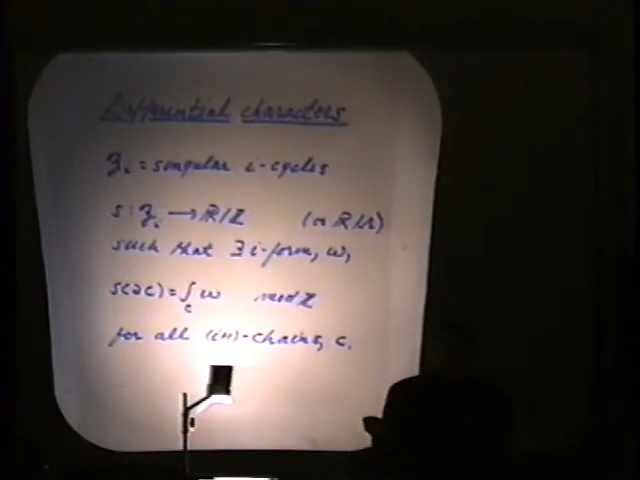 Differential characters
Z_i = singular i-cycles
s: Z_i → ℝ/ℤ (or ℝ/Λ)
such that ∃ i-form, ω,
s(∂c) = ∫_c ω mod ℤ
for all (i+1)-chains, c.